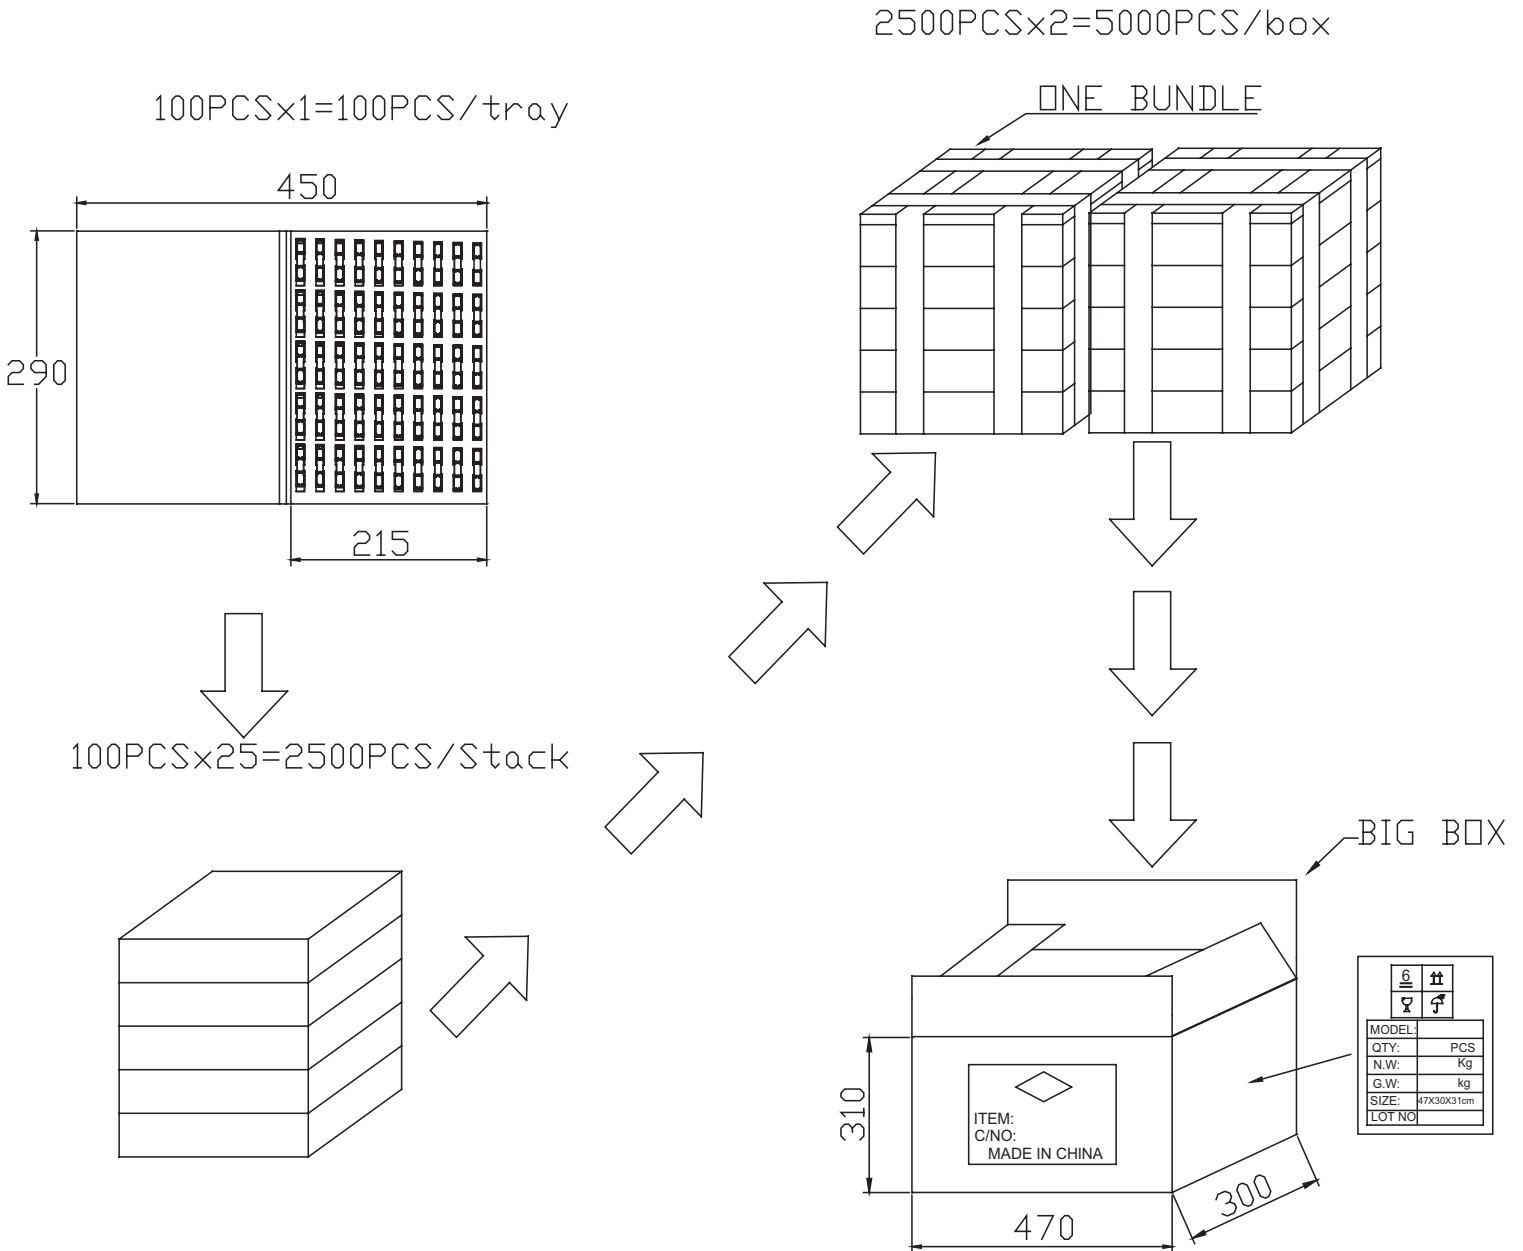 2500PCSx2=5000PCS/box
ONE BUNDLE
100PCSx1=100PCS/tray
450
290
215
100PCSx25=2500PCS/Stack
BIG BOX
6
MODEL:
QTY: PCS
N.W: Kg
G.W: kg
SIZE: 47X30X31cm
LOT NO
310
ITEM:
C/NO:
MADE IN CHINA
300
470